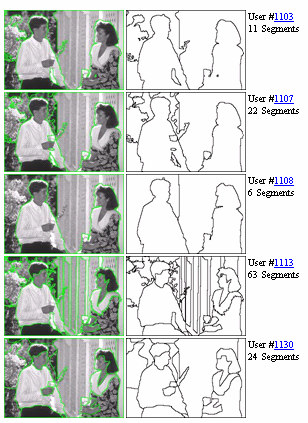 User #1103
11 Segments
User #1107
22 Segments
User #1108
6 Segments
User #1113
63 Segments
User #1130
24 Segments